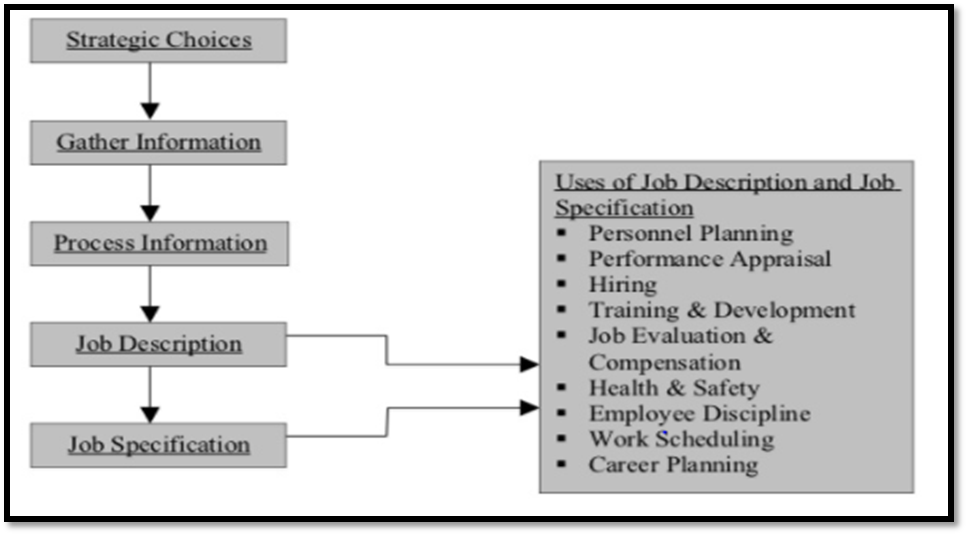 Strategic Choices
Gather Information
Process Information
Job Description
Job Specification
Uses of Job Description and Job
Specification
▪ Personnel Planning
▪ Performance Appraisal
▪ Hiring
▪ Training & Development
▪ Job Evaluation &
Compensation
▪ Health & Safety
▪ Employee Discipline
▪ Work Scheduling
▪ Career Planning